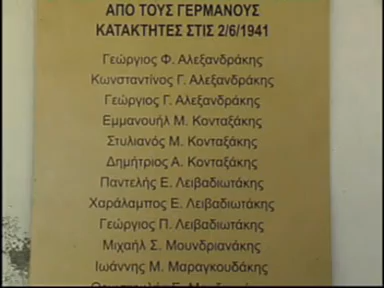 ΑΠΟ ΤΟΥΣ ΓΕΡΜΑΝΟΥΣ
ΚΑΤΑΚΤΗΤΕΣ ΣΤΙΣ 2/6/1941
Γεώργιος Φ. Αλεξανδράκης
Κωνσταντίνος Γ. Αλεξανδράκης
Γεώργιος Γ. Αλεξανδράκης
Εμμανουήλ Μ. Κονταξάκης
Στυλιανός Μ. Κονταξάκης
Δημήτριος Α. Κονταξάκης
Παντελής Ε. Λειβαδιωτάκης
Χαράλαμπος Ε. Λειβαδιωτάκης
Γεώργιος Π. Λειβαδιωτάκης
Μιχαήλ Σ. Μουνδριανάκης
Ιωάννης Μ. Μαραγκουδάκης